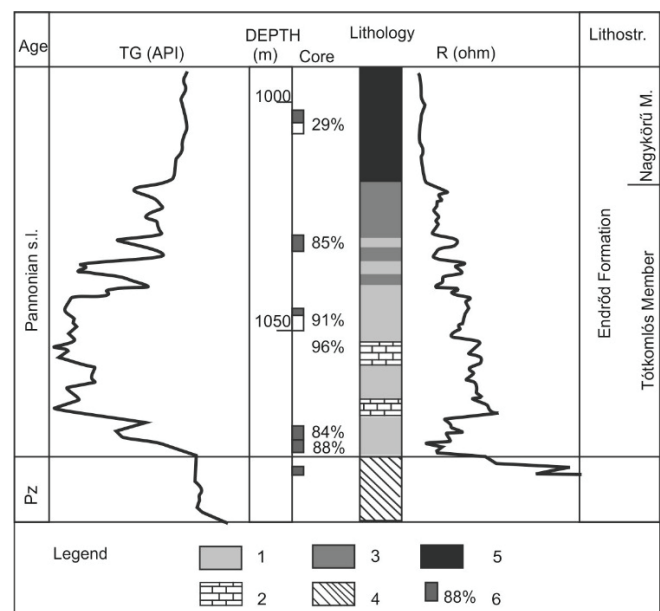 Age
TG (API)
DEPTH
(m)
Core
Lithology
R (ohm)
Lithostr.
Pannonian s.l.
Pz
1000
29%
85%
1050
91%
96%
84%
88%
Nagykörű M.
Endrőd Formation
Tótkomlós Member
Legend
1
3
5
2
4
88% 6